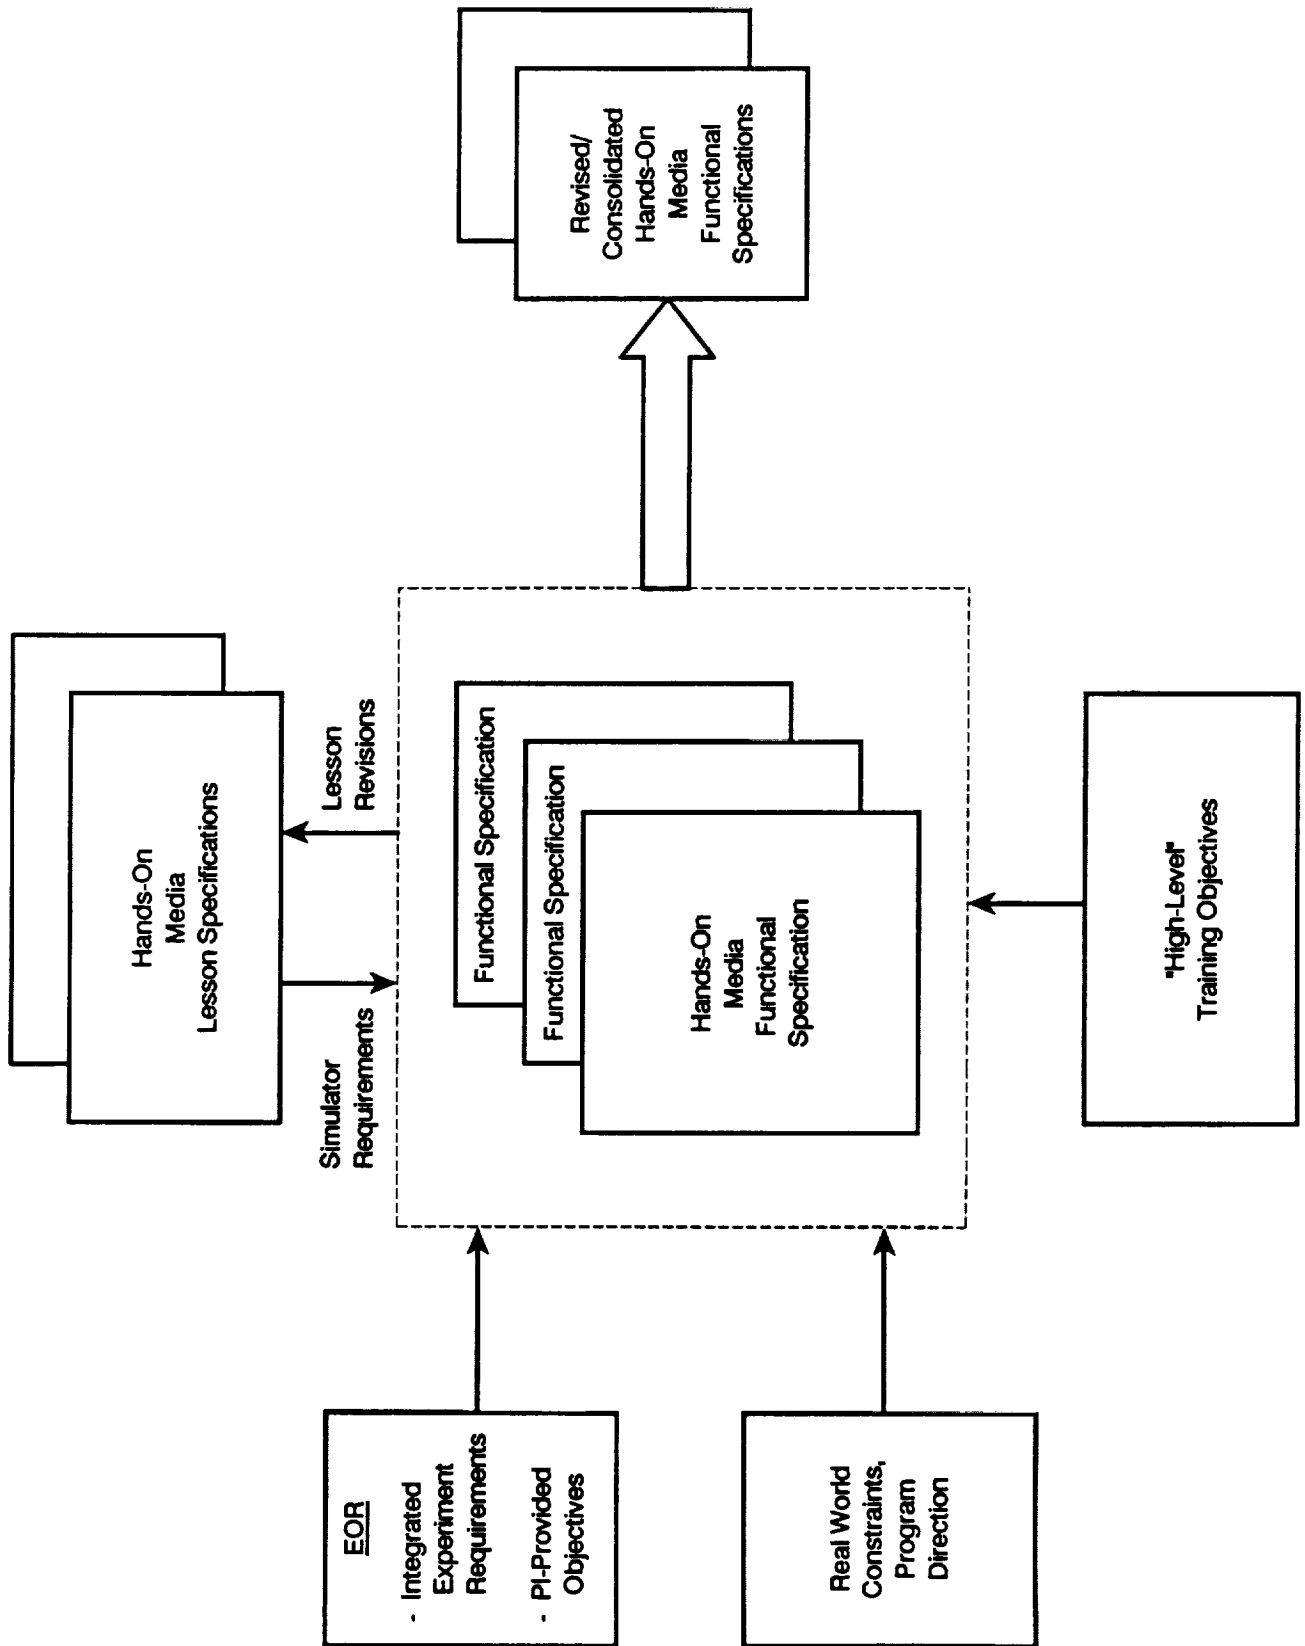 EOR
- Integrated
Experiment
Requirements
- PI-Provided
Objectives
Real World
Constraints,
Program
Direction
Hands-On
Media
Lesson Specifications
Simulator
Requirements
Lesson
Revisions
Functional Specification
Functional Specification
Hands-On
Media
Functional
Specification
"High-Level"
Training Objectives
Revised/
Consolidated
Hands-On
Media
Functional
Specifications